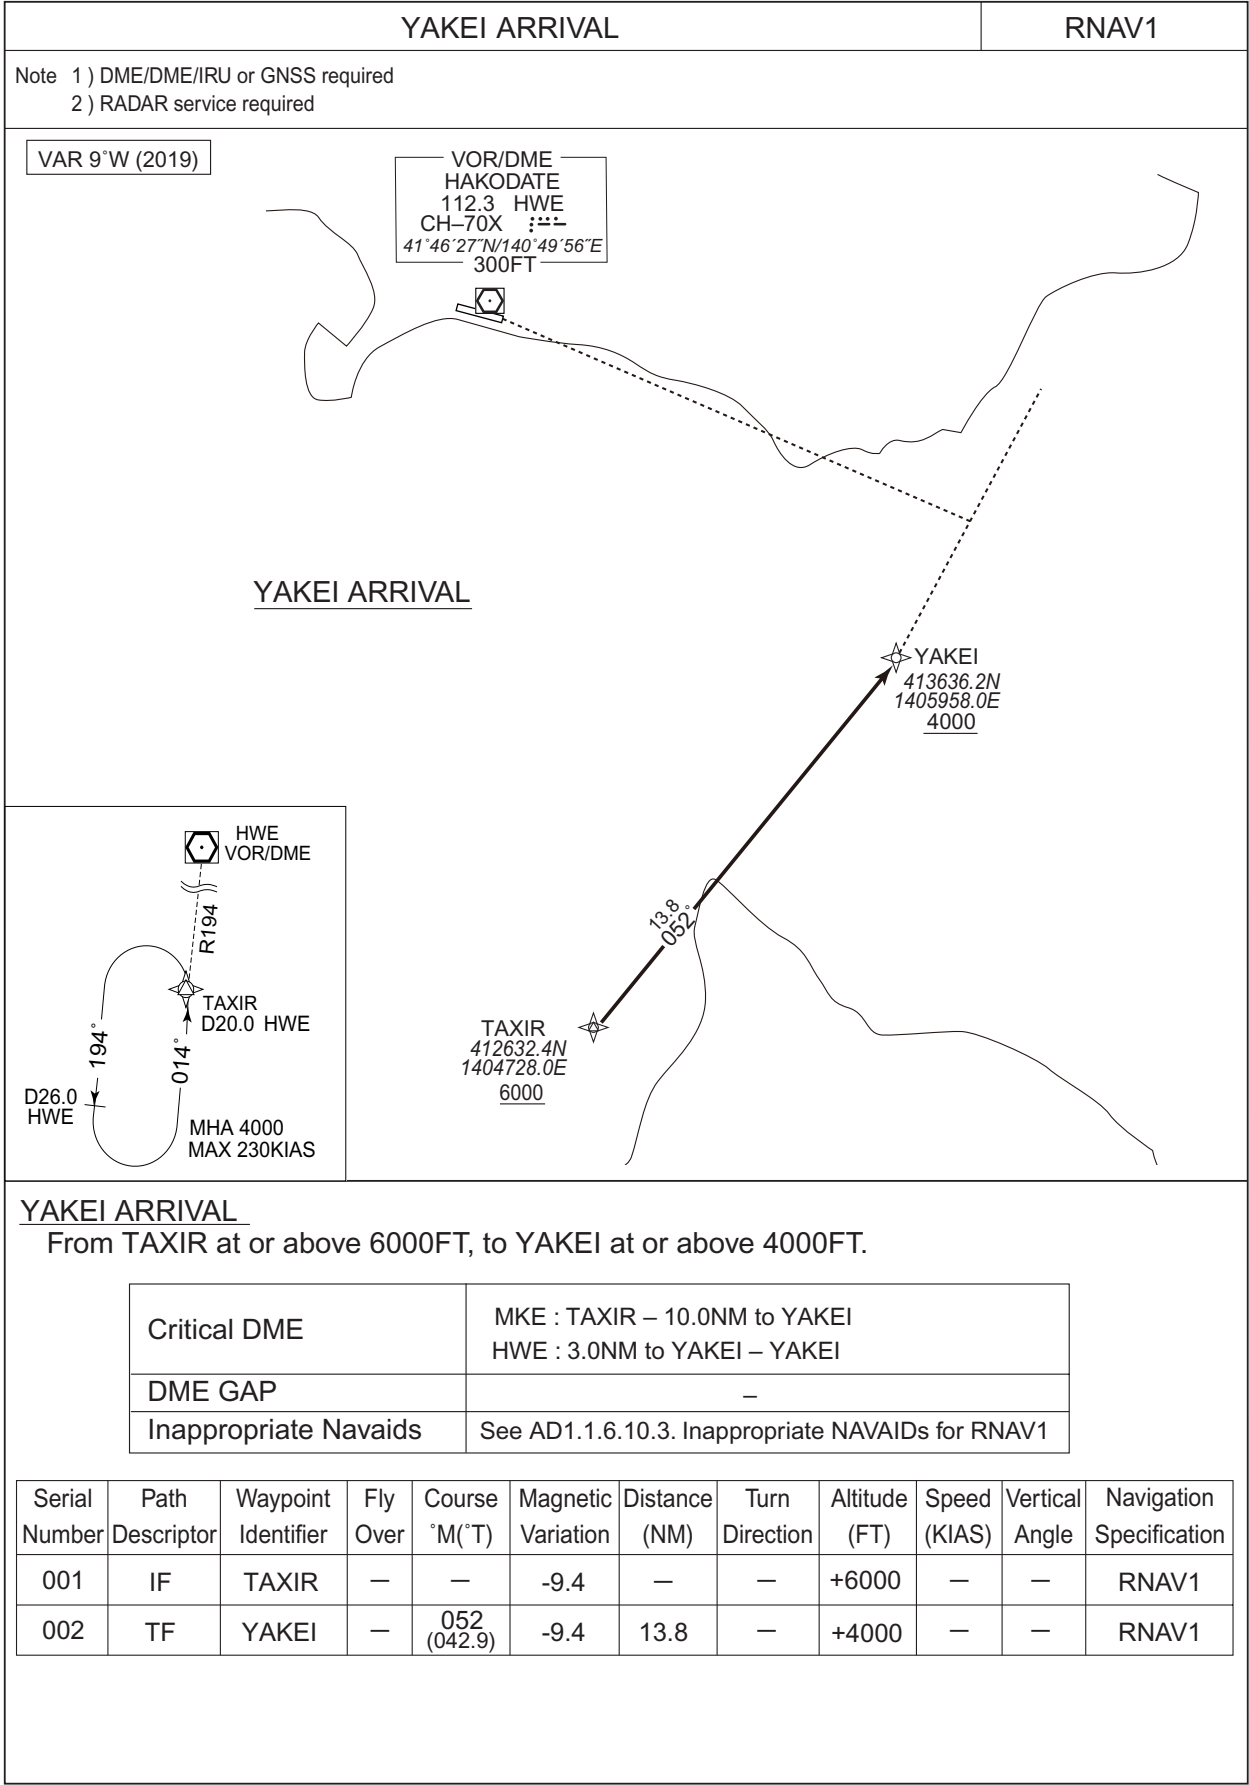 YAKEI ARRIVAL
RNAV1
Note 1 ) DME/DME/IRU or GNSS required
2 ) RADAR service required
VAR 9˚W (2019)
VOR/DME
HAKODATE
112.3 HWE
CH–70X
41˚46´27˝N/140˚49´56˝E
300FT
YAKEI ARRIVAL
YAKEI
413636.2N
1405958.0E
4000
13.8
052˚
TAXIR
412632.4N
1404728.0E
6000
HWE
VOR/DME
R194
TAXIR
D20.0 HWE
194˚
014˚
D26.0
HWE
MHA 4000
MAX 230KIAS
YAKEI ARRIVAL
From TAXIR at or above 6000FT, to YAKEI at or above 4000FT.
Critical DME
MKE : TAXIR – 10.0NM to YAKEI
HWE : 3.0NM to YAKEI – YAKEI
DME GAP –
Inappropriate Navaids See AD1.1.6.10.3. Inappropriate NAVAIDs for RNAV1
Serial Path Waypoint Fly Course Magnetic Distance Turn Altitude Speed Vertical Navigation
Number Descriptor Identifier Over ˚M(˚T) Variation (NM) Direction (FT) (KIAS) Angle Specification
001 IF TAXIR – – -9.4 – – +6000 – – RNAV1
002 TF YAKEI – 052 (042.9) -9.4 13.8 – +4000 – – RNAV1